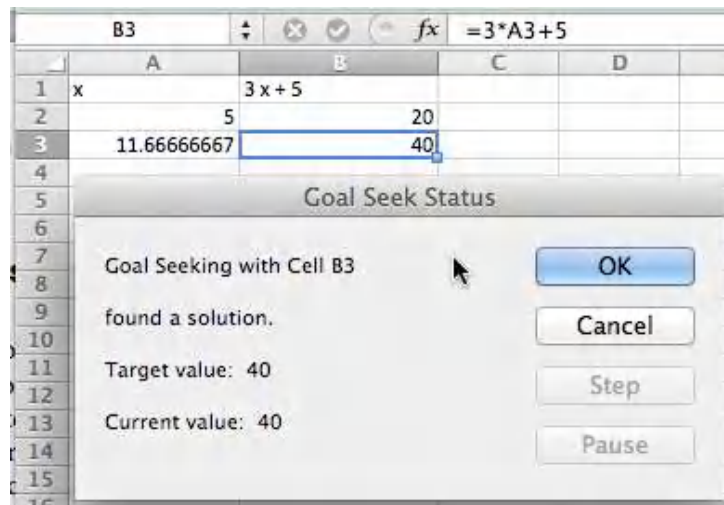 B3 fx =3*A3+5
A B C D
1 x 3 x + 5
2 5 20
3 11.66666667 40
4
5
6
7
8
9
10
11
12
13
14
15
16
Goal Seek Status
Goal Seeking with Cell B3
found a solution.
Target value: 40
Current value: 40
OK
Cancel
Step
Pause